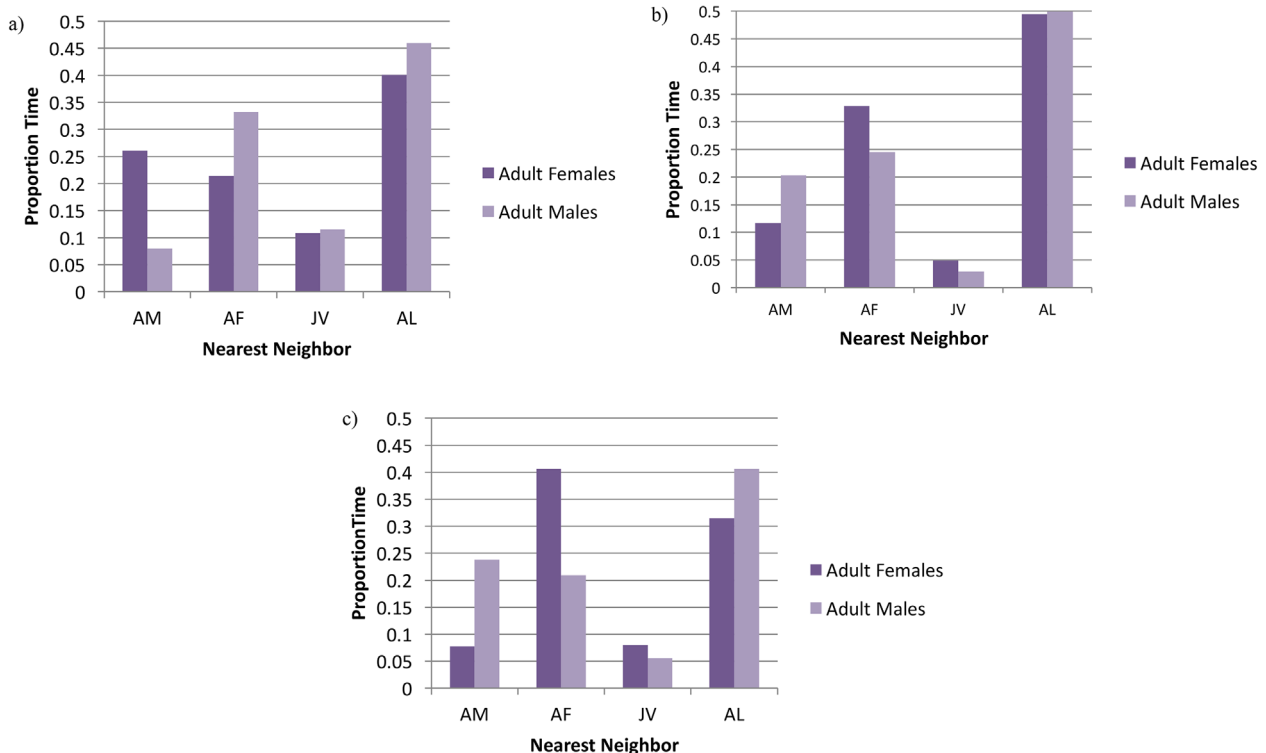 a)
0.5
0.45
0.4
0.35
0.3
0.25
0.2
0.15
0.1
0.05
0
Proportion Time
AM AF JV AL
Nearest Neighbor
Adult Females
Adult Males
b)
0.5
0.45
0.4
0.35
0.3
0.25
0.2
0.15
0.1
0.05
0
Proportion Time
AM AF JV AL
Nearest Neighbor
Adult Females
Adult Males
c)
0.5
0.45
0.4
0.35
0.3
0.25
0.2
0.15
0.1
0.05
0
ProportionTime
AM AF JV AL
Nearest Neighbor
Adult Females
Adult Males